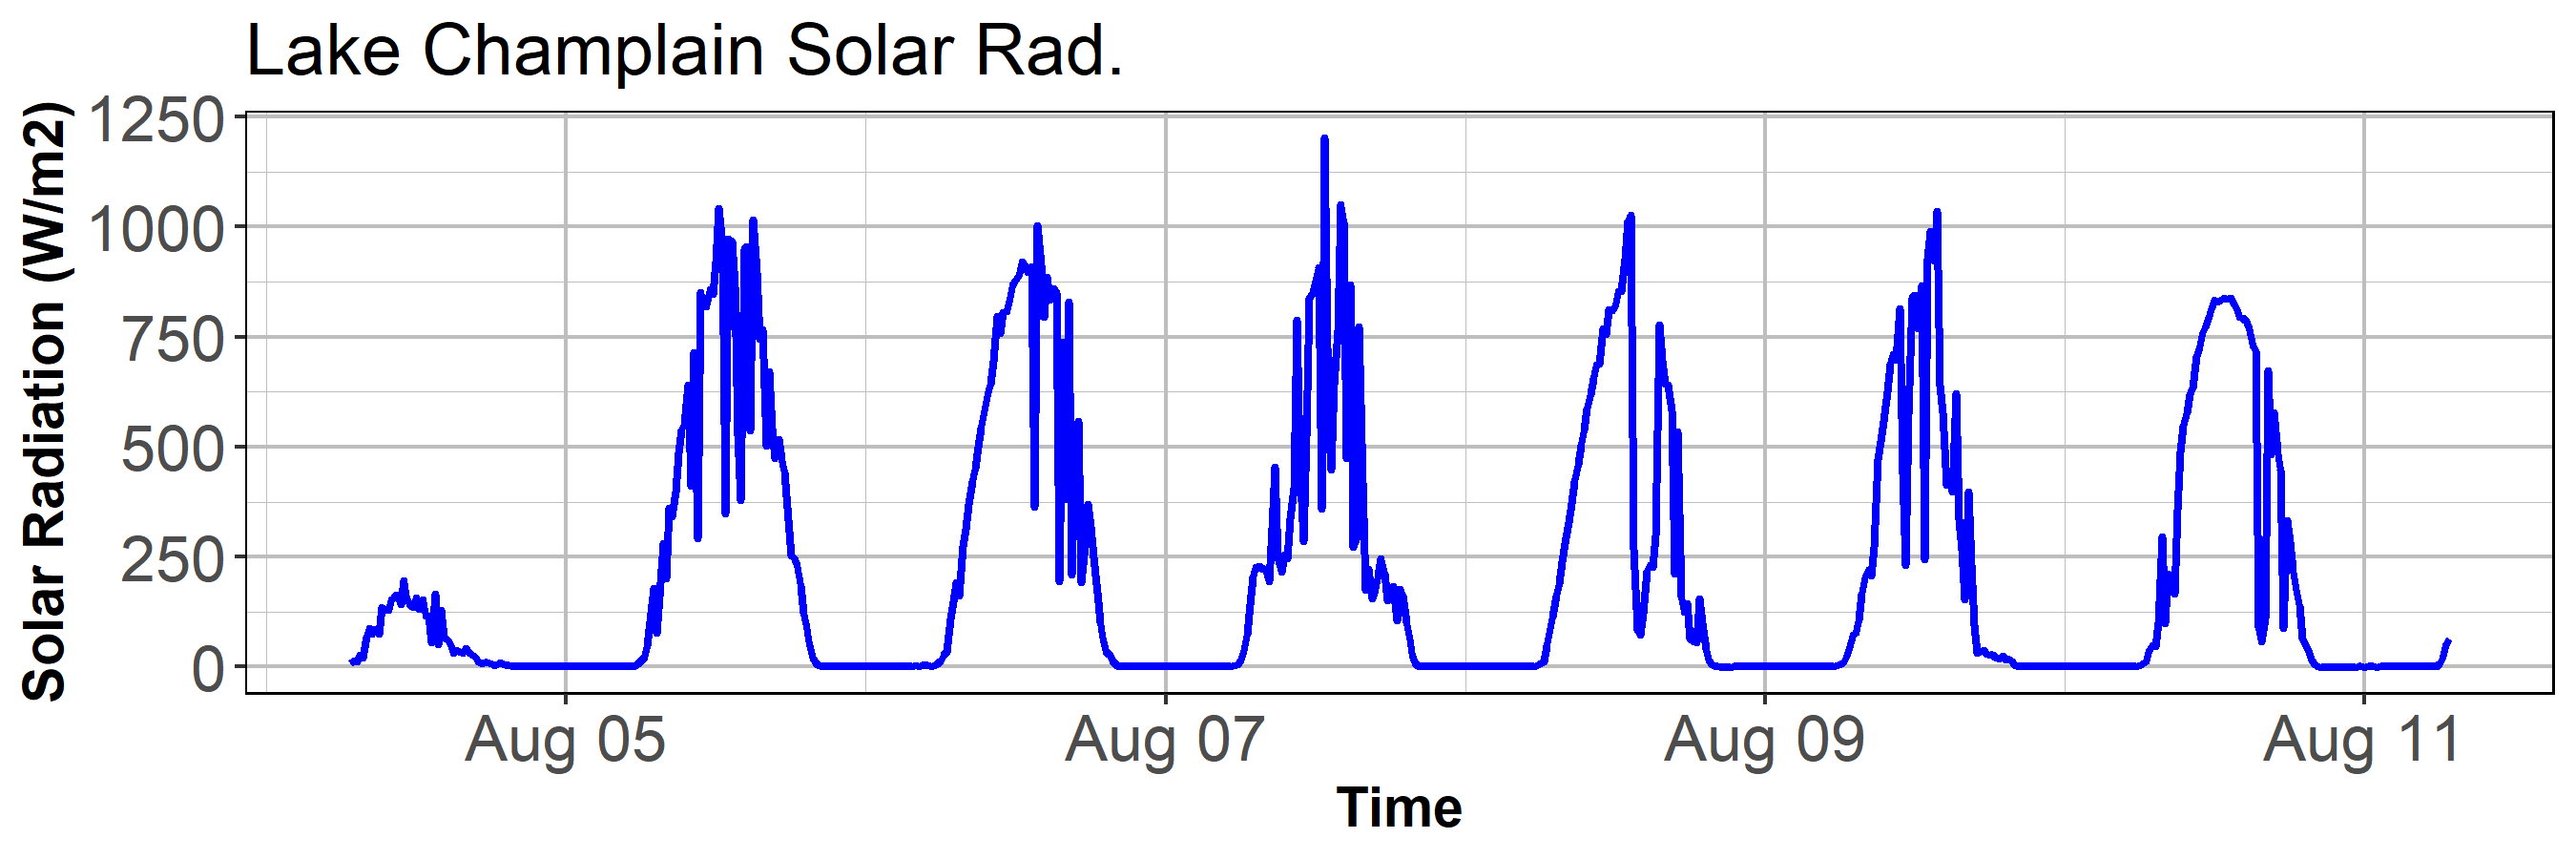 Lake Champlain Solar Rad.
Solar Radiation (W/m2)
1250
1000
750
500
250
0
Aug 05 Aug 07 Aug 09 Aug 11
Time